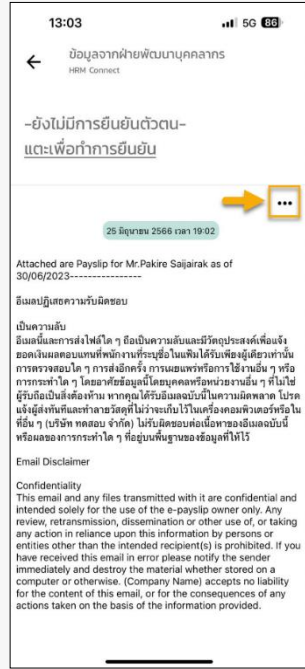 13:03
5G 86
ข้อมูลจากฝ่ายพัฒนาบุคคลากร
HRM Connect
-ยังไม่มีการยืนยันตัวตน-
แตะเพื่อทำการยืนยัน
25 มิถุนายน 2566 เวลา 19:02
Attached are Payslip for Mr.Pakire Saijairak as of
30/06/2023----------------
อีเมลปฏิเสธความรับผิดชอบ
เป็นความลับ
อีเมลนี้และการส่งไฟล์ใด ๆ ถือเป็นความลับและมีวัตถุประสงค์เพื่อแจ้ง
ยอดเงินผลตอบแทนที่พนักงานที่ระบุชื่อในแฟ้มได้รับเพียงผู้เดียวเท่านั้น
การตรวจสอบใด ๆ การส่งอีกครั้ง การเผยแพร่หรือการใช้งานอื่น ๆ หรือ
การกระทำใด ๆ โดยอาศัยข้อมูลนี้โดยบุคคลหรือหน่วยงานอื่น ๆ ที่ไม่ใช่
ผู้รับถือเป็นสิ่งต้องห้าม หากคุณได้รับอีเมลฉบับนี้ในความผิดพลาด โปรด
แจ้งผู้ส่งทันทีและทำลายวัสดุที่ไม่ว่าจะเก็บไว้ในเครื่องคอมพิวเตอร์หรือใน
ที่อื่น ๆ (บริษัท ทดสอบ จำกัด) ไม่รับผิดชอบต่อเนื้อหาของอีเมลฉบับนี้
หรือผลของการกระทำใด ๆ ที่อยู่บนพื้นฐานของข้อมูลที่ให้ไว้
Email Disclaimer
Confidentiality
This email and any files transmitted with it are confidential and
intended solely for the use of the e-payslip owner only. Any
review, retransmission, dissemination or other use of, or taking
any action in reliance upon this information by persons or
entities other than the intended recipient(s) is prohibited. If you
have received this email in error please notify the sender
immediately and destroy the material whether stored on a
computer or otherwise. (Company Name) accepts no liability
for the content of this email, or for the consequences of any
actions taken on the basis of the information provided.